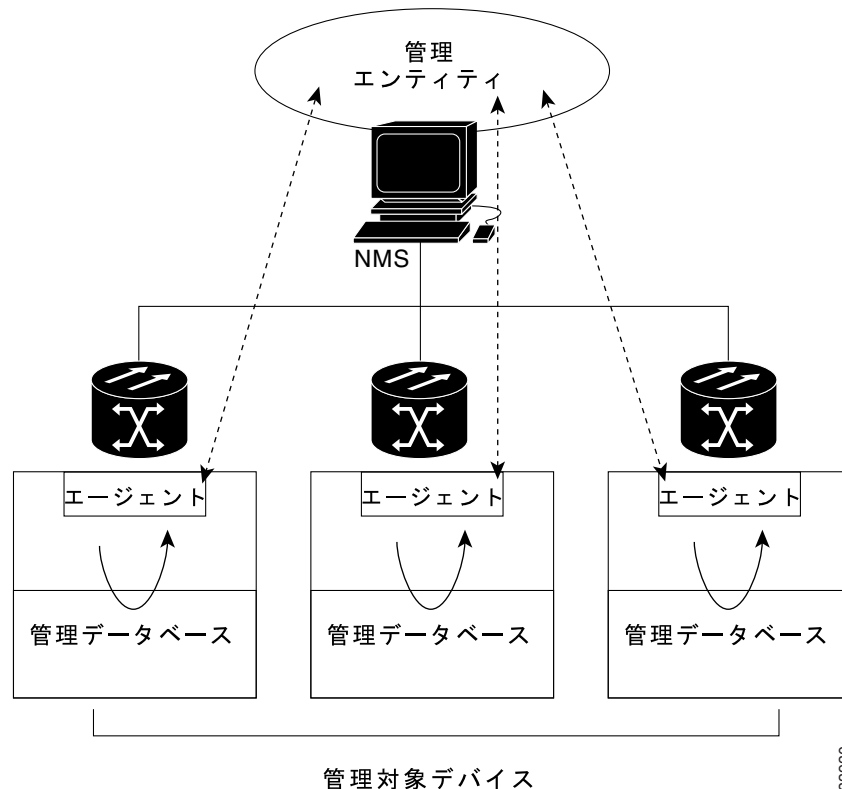 管理
エンティティ
NMS
エージェント
エージェント
エージェント
管理データベース
管理データベース
管理データベース
管理対象デバイス